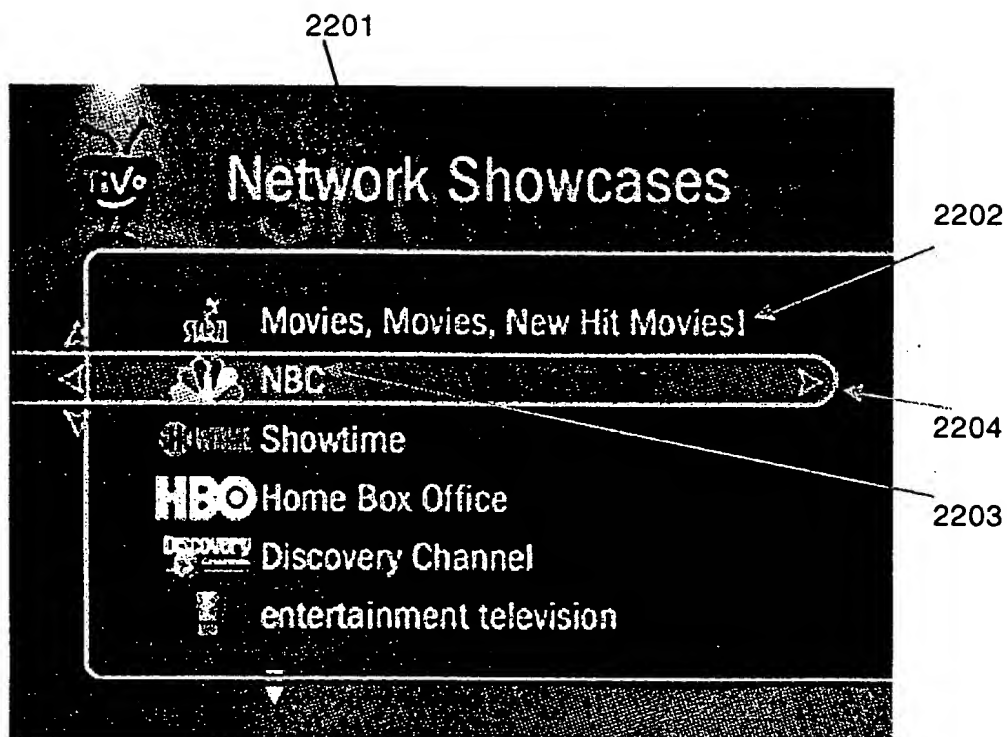 2201
TiVo
Network Showcases
2202
Movies, Movies, New Hit Movies!
NBC
2204
Showtime
HBO Home Box Office
2203
Discovery Discovery Channel
entertainment television